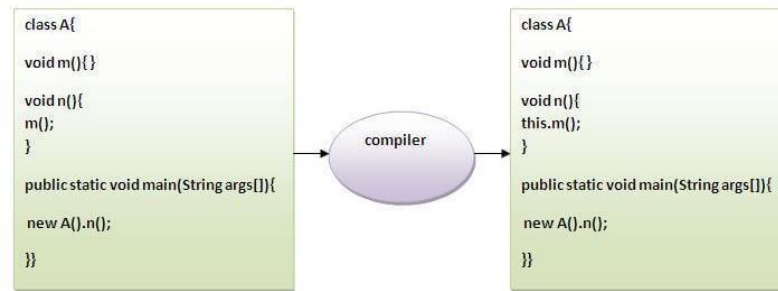 class A{
void m(){}
void n(){
m();
}
public static void main(String args[]){
new A().n();
}}
compiler
class A{
void m(){}
void n(){
this.m();
}
public static void main(String args[]){
new A().n();
}}